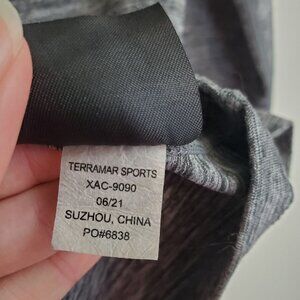 TERRAMAR SPORTS
XAC-9090
06/21
SUZHOU, CHINA
PO#6838